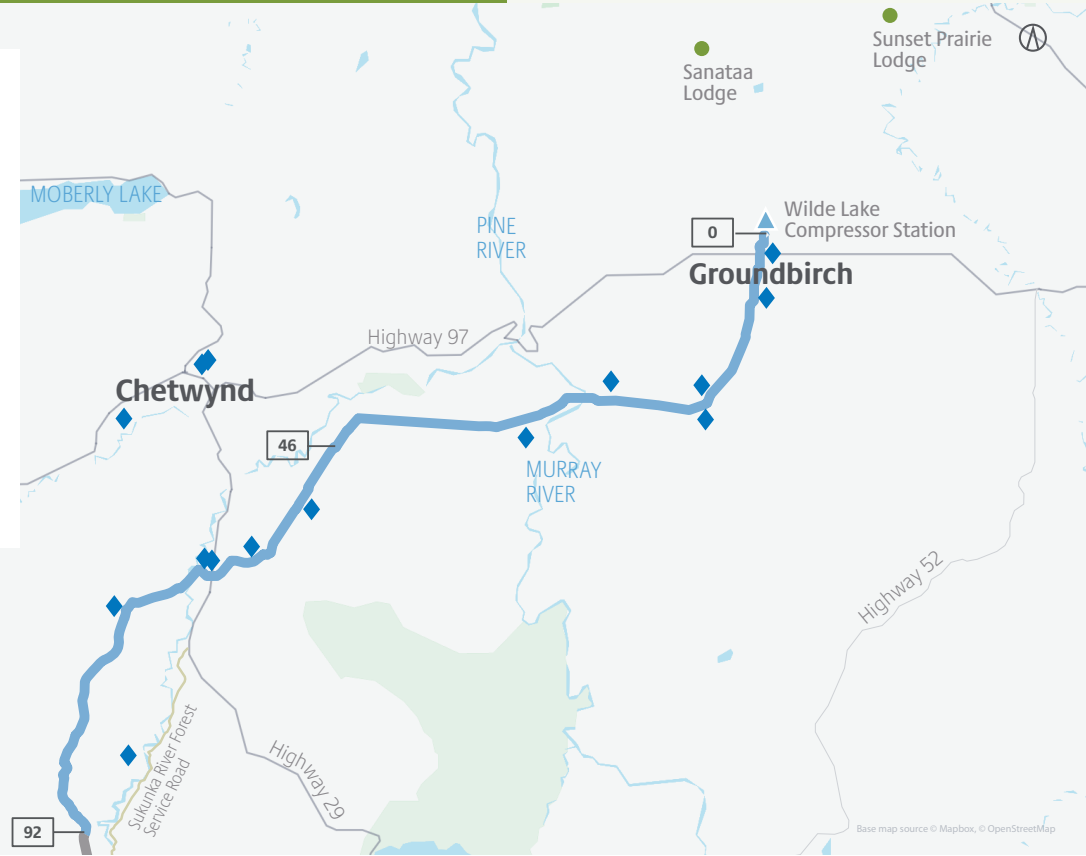 Sunset Prairie
Lodge
Sanataa
Lodge
MOBERLY LAKE
Wilde Lake
Compressor Station
PINE
RIVER
0
Groundbirch
Highway 97
Chetwynd
46
MURRAY
RIVER
Highway 52
Sukunka River Forest
Service Road
Highway 29
92
Base map source © Mapbox, © OpenStreetMap